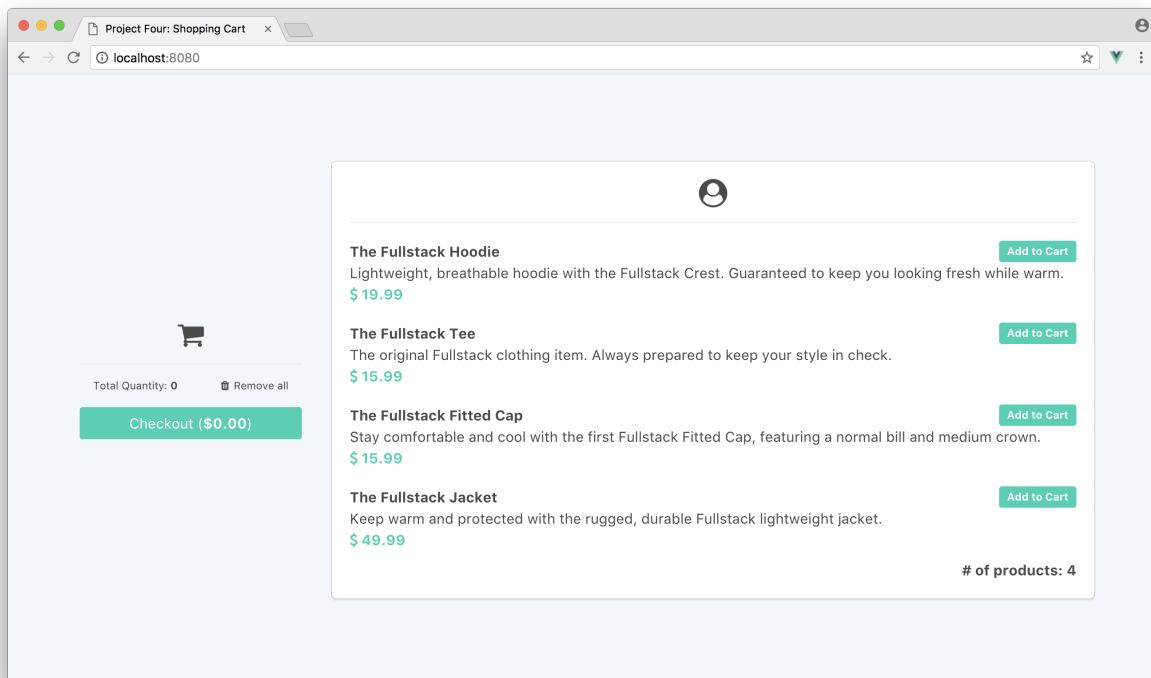 Project Four: Shopping Cart
localhost:8080
Total Quantity: 0 Remove all
Checkout ($0.00)
The Fullstack Hoodie Add to Cart
Lightweight, breathable hoodie with the Fullstack Crest. Guaranteed to keep you looking fresh while warm.
$ 19.99
The Fullstack Tee Add to Cart
The original Fullstack clothing item. Always prepared to keep your style in check.
$ 15.99
The Fullstack Fitted Cap Add to Cart
Stay comfortable and cool with the first Fullstack Fitted Cap, featuring a normal bill and medium crown.
$ 15.99
The Fullstack Jacket Add to Cart
Keep warm and protected with the rugged, durable Fullstack lightweight jacket.
$ 49.99
# of products: 4